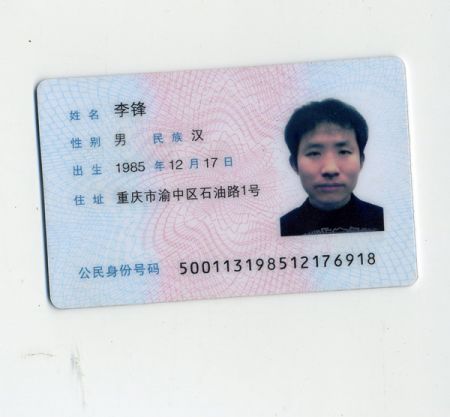 姓名 李锋
性别 男 民族 汉
出生 1985 年 12 月 17 日
住址 重庆市渝中区石油路1号
公民身份号码 500113198512176918